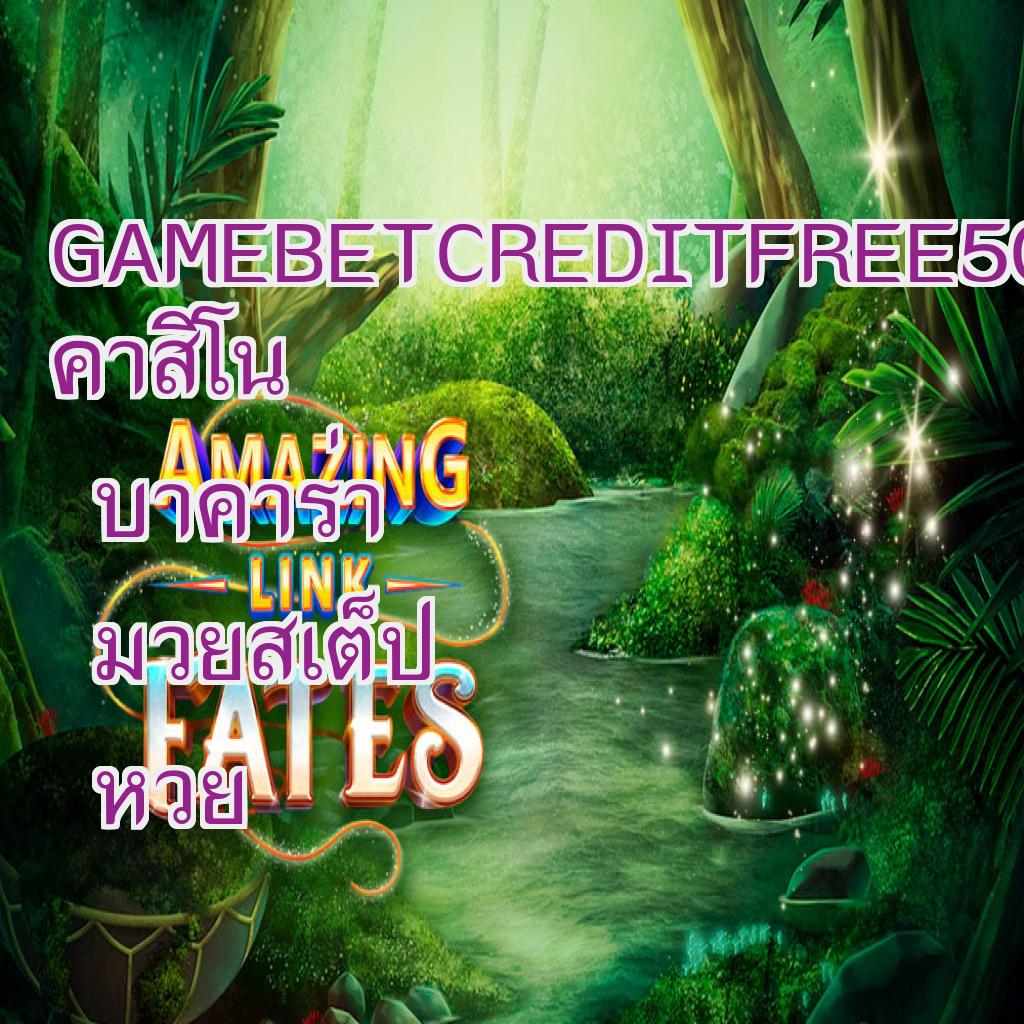 GAMEBETCREDITFREE50
คาสิโน
AMAZING
บาคาร่า
LINK
มวยสเต็ป
FATES
หวย